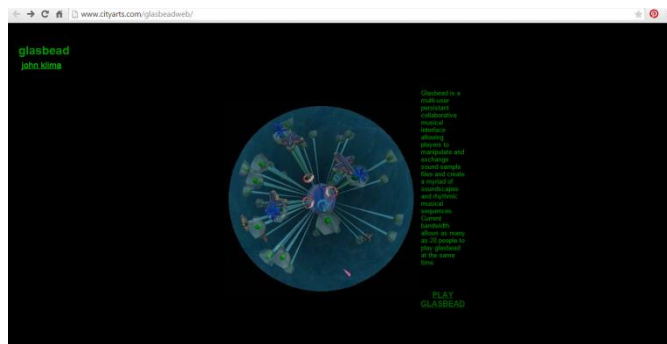 www.cityarts.com/glasbeadweb/
glasbead
john klima
Glasbead is a
multi-user
persistant
collaborative
musical
interface
allowing
players to
manipulate and
exchange
sound sample
files and create
a myriad of
soundscapes
and rhythmic
musical
sequences.
Current
bandwidth
allows as many
as 20 people to
play glasbead
at the same
time.
PLAY
GLASBEAD